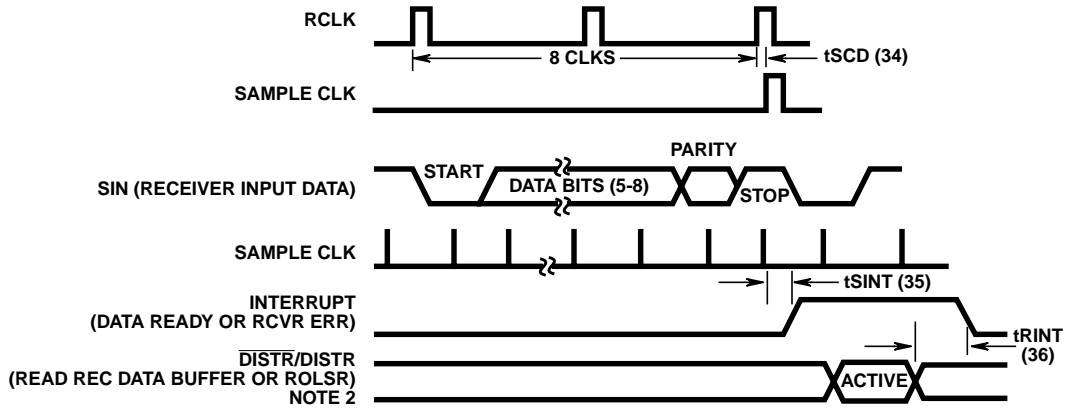 RCLK
8 CLKS
tSCD (34)
SAMPLE CLK
PARITY
START
SIN (RECEIVER INPUT DATA)
DATA BITS (5-8)
STOP
SAMPLE CLK
tSINT (35)
INTERRUPT
(DATA READY OR RCVR ERR)
tRINT
(36)
DISTR/DISTR
(READ REC DATA BUFFER OR ROLSR)
ACTIVE
NOTE 2